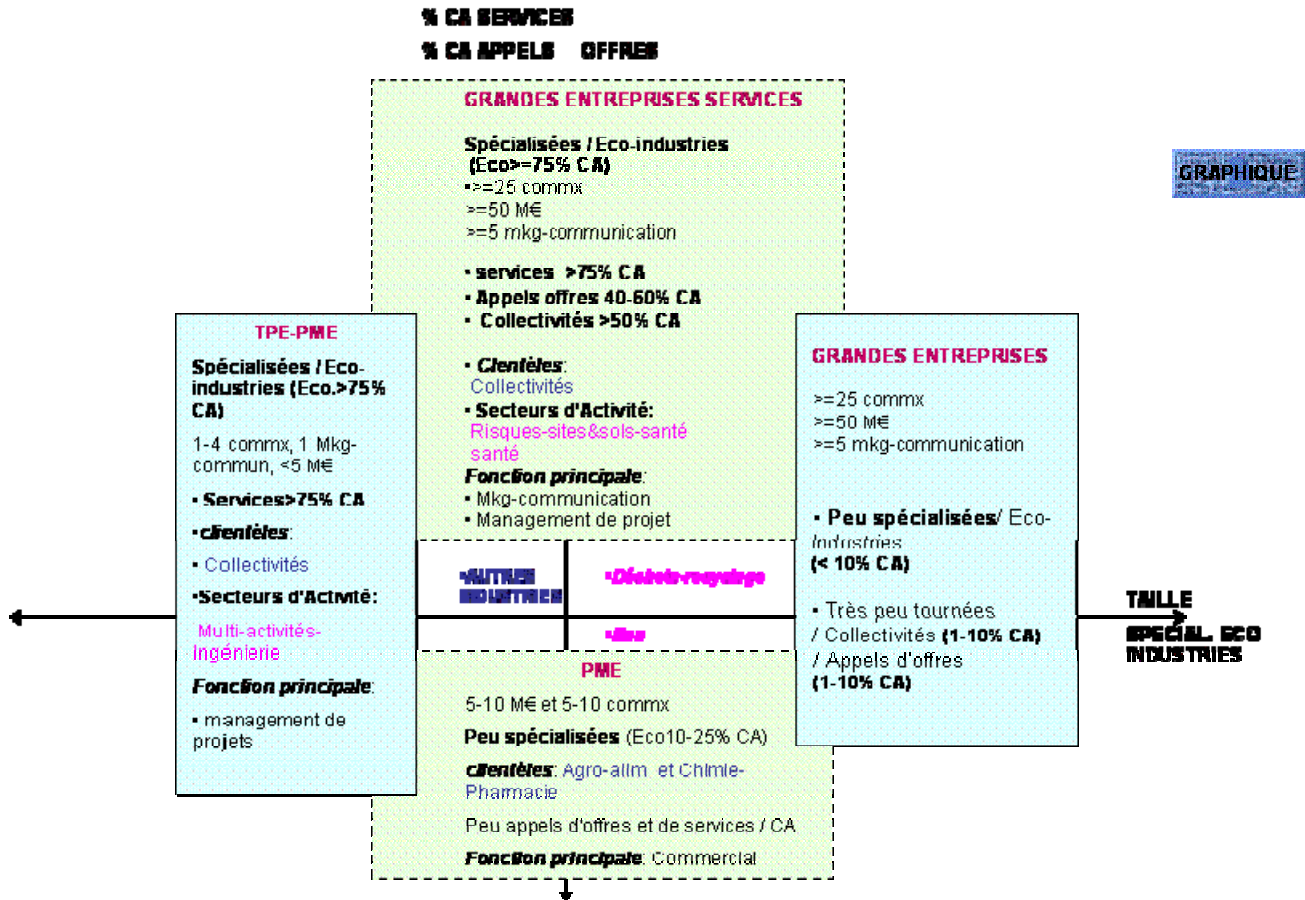 % CA SERVICES
% CA APPELS OFFRES
GRAPHIQUE
GRANDES ENTREPRISES SERVICES
Spécialisées / Eco-industries
(Eco>=75% CA)
•>=25 commx
>=50 M€
>=5 mkg-communication
• services >75% CA
• Appels offres 40-60% CA
• Collectivités >50% CA
• Clentèles:
Collectivités
• Secteurs d'Activité:
Risques-sites&sols-santé
santé
Fonction principale:
• Mkg-communication
• Management de projet
TPE-PME
Spécialisées / Eco-
industries (Eco.>75%
CA)
1-4 commx, 1 Mkg-
commun, <5 M€
• Services>75% CA
•clientèles:
• Collectivités
•Secteurs d'Activité:
Multi-activités-
Ingénierie
Fonction principale:
• management de
projets
GRANDES ENTREPRISES
>=25 commx
>=50 M€
>=5 mkg-communication
• Peu spécialisées/ Eco-
Industries
(< 10% CA)
• Très peu tournées
/ Collectivités (1-10% CA)
/ Appels d'offres
(1-10% CA)
•AUTRES
INDUSTRIES
•Déchets-recyclage
•Eau
TAILLE
SPECIAL. ECO
INDUSTRIES
PME
5-10 M€ et 5-10 commx
Peu spécialisées (Eco10-25% CA)
clientèles: Agro-alim et Chimie-
Pharmacie
Peu appels d'offres et de services / CA
Fonction principale: Commercial